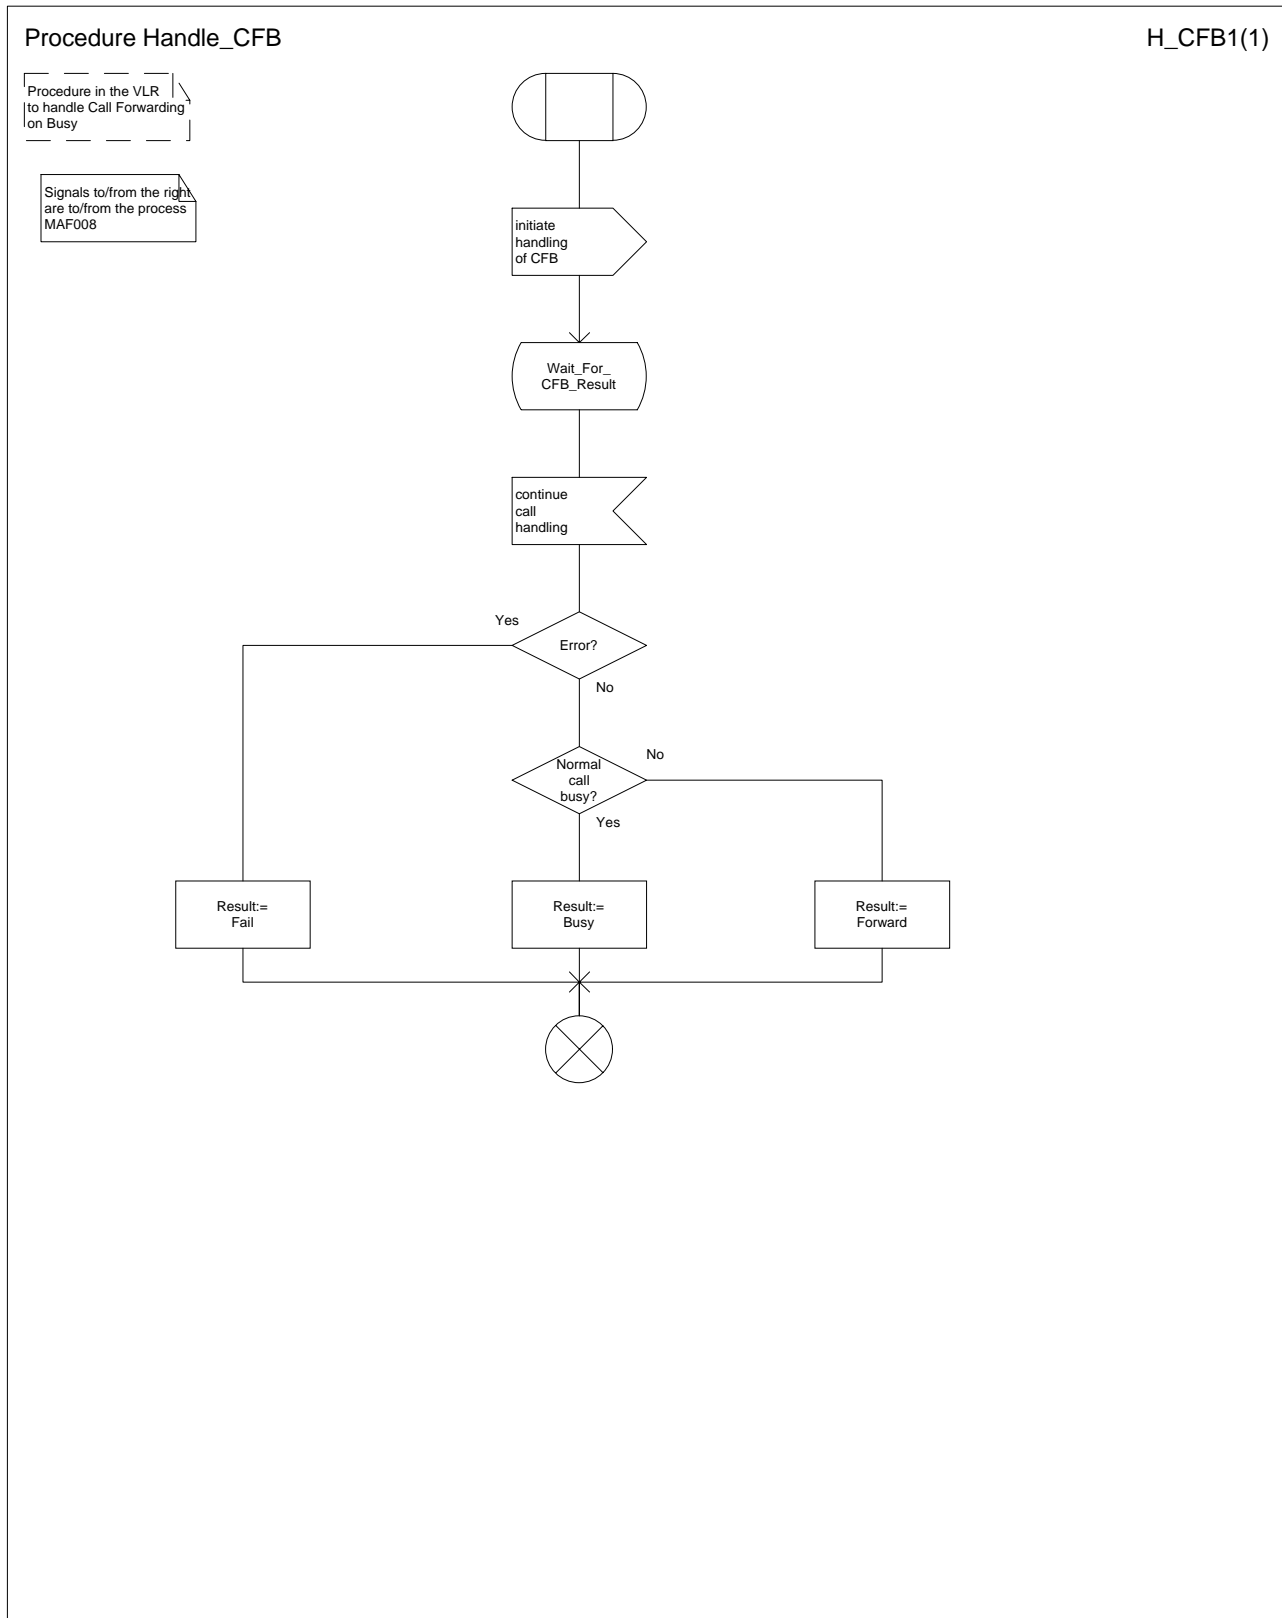 Procedure Handle_CFB
H_CFB1(1)
Procedure in the VLR
to handle Call Forwarding
on Busy
Signals to/from the right
are to/from the process
MAF008
initiate
handling
of CFB
Wait_For_
CFB_Result
continue
call
handling
Yes
Error?
No
Normal
call
busy?
No
Yes
Result:=
Fail
Result:=
Busy
Result:=
Forward